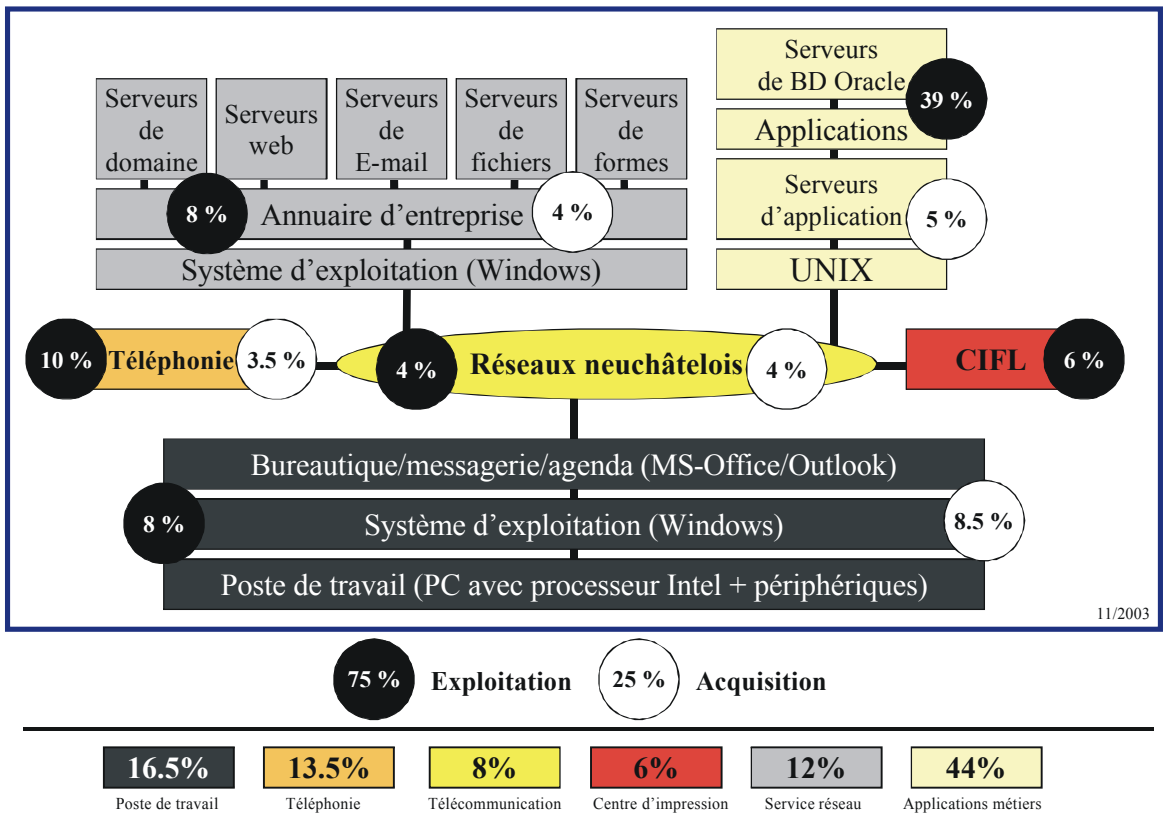 Serveurs
de
domaine
Serveurs
web
Serveurs
de
E-mail
Serveurs
de
fichiers
Serveurs
de
formes
8 %
Annuaire d’entreprise
4 %
Système d’exploitation (Windows)
Serveurs
de BD Oracle
39 %
Applications
Serveurs
d’application
5 %
UNIX
10 %
Téléphonie
3.5 %
4 %
Réseaux neuchâtelois
4 %
CIFL
6 %
Bureautique/messagerie/agenda (MS-Office/Outlook)
8 %
Système d’exploitation (Windows)
8.5 %
Poste de travail (PC avec processeur Intel + périphériques)
11/2003
75 %
Exploitation
25 %
Acquisition
16.5%
Poste de travail
13.5%
Téléphonie
8%
Télécommunication
6%
Centre d’impression
12%
Service réseau
44%
Applications métiers